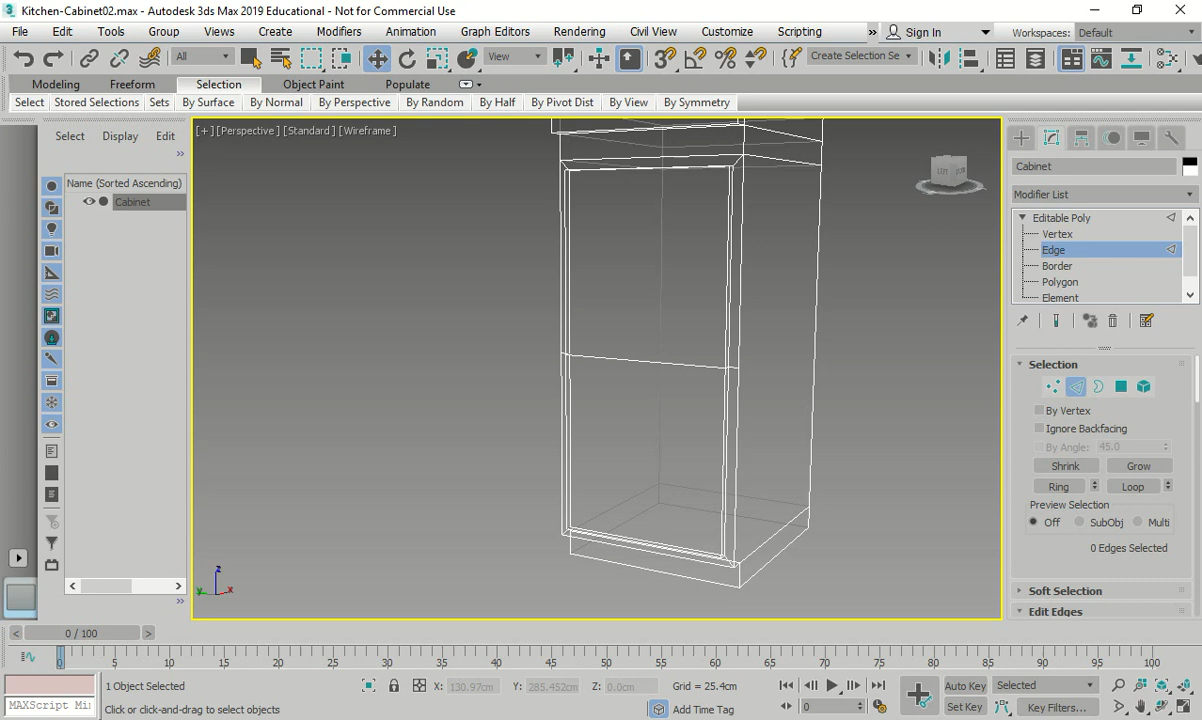 Kitchen-Cabinet02.max - Autodesk 3ds Max 2019 Educational - Not for Commercial Use
File Edit Tools Group Views Create Modifiers Animation Graph Editors Rendering Civil View Customize Scripting » Sign In Workspaces: Default
All View Create Selection Se
Modeling Freeform Selection Object Paint Populate
Select Stored Selections Sets By Surface By Normal By Perspective By Random By Half By Pivot Dist By View By Symmetry
Select Display Edit
»
Name (Sorted Ascending)
Cabinet
»
[+] [Perspective] [Standard] [Wireframe]
z
y x
Cabinet
Modifier List
Editable Poly
Vertex
Edge
Border
Polygon
Element
Selection
By Vertex
Ignore Backfacing
By Angle: 45.0
Shrink Grow
Ring Loop
Preview Selection
Off SubObj Multi
0 Edges Selected
Soft Selection
Edit Edges
< 0 / 100 >
0 5 10 15 20 25 30 35 40 45 50 55 60 65 70 75 80 85 90 95 100
1 Object Selected X: 130.97cm Y: 285.452cm Z: 0.0cm Grid = 25.4cm Auto Key Selected
MAXScript Mi Click or click-and-drag to select objects Add Time Tag 0 Set Key Key Filters...